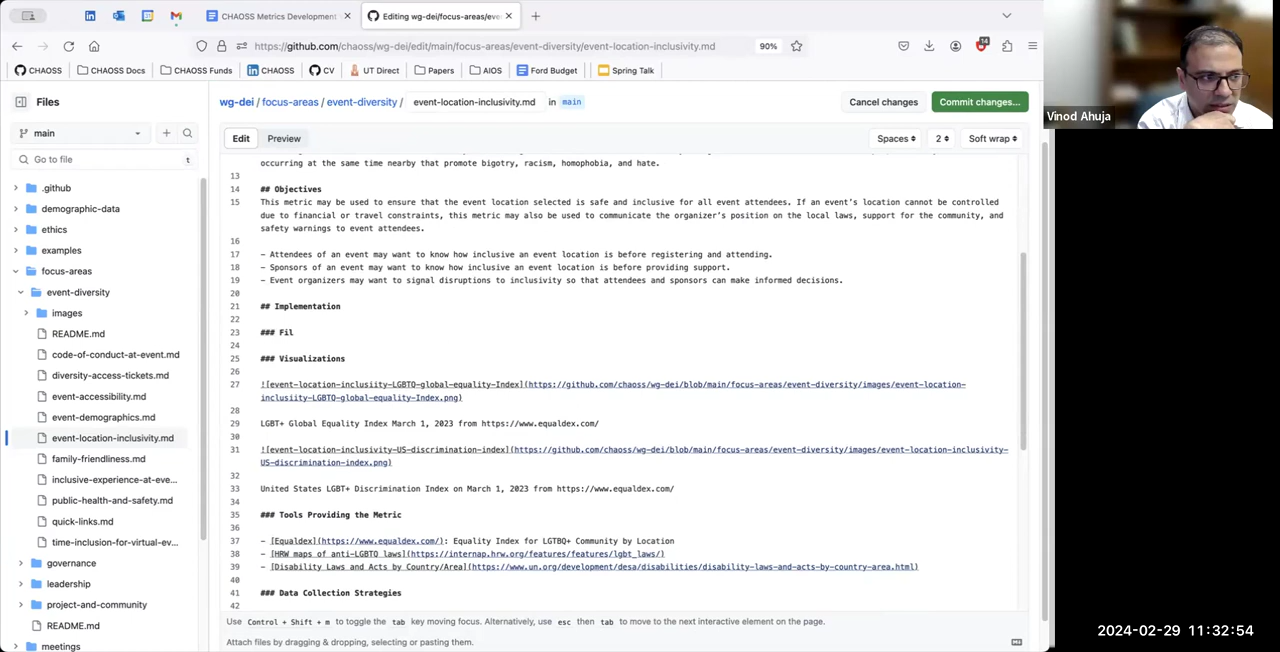 CHAOSS Metrics Development
Editing wg-dei/focus-areas/eve
https://github.com/chaoss/wg-dei/edit/main/focus-areas/event-diversity/event-location-inclusivity.md
90%
14
CHAOSS
CHAOSS Docs
CHAOSS Funds
CHAOSS
CV
UT Direct
Papers
AIOS
Ford Budget
Spring Talk
Vinod Ahuja
Files
wg-dei / focus-areas / event-diversity / event-location-inclusivity.md in main
Cancel changes
Commit changes...
main
Edit
Preview
Spaces
2
Soft wrap
Go to file
t
.github
demographic-data
ethics
examples
focus-areas
event-diversity
images
README.md
code-of-conduct-at-event.md
diversity-access-tickets.md
event-accessibility.md
event-demographics.md
event-location-inclusivity.md
family-friendliness.md
inclusive-experience-at-eve...
public-health-and-safety.md
quick-links.md
time-inclusion-for-virtual-ev...
governance
leadership
project-and-community
README.md
meetings
occurring at the same time nearby that promote bigotry, racism, homophobia, and hate.
13
14 ## Objectives
15 This metric may be used to ensure that the event location selected is safe and inclusive for all event attendees. If an event's location cannot be controlled
due to financial or travel constraints, this metric may also be used to communicate the organizer's position on the local laws, support for the community, and
safety warnings to event attendees.
16
17 - Attendees of an event may want to know how inclusive an event location is before registering and attending.
18 - Sponsors of an event may want to know how inclusive an event location is before providing support.
19 - Event organizers may want to signal disruptions to inclusivity so that attendees and sponsors can make informed decisions.
20
21 ## Implementation
22
23 ### Fil
24
25 ### Visualizations
26
27 ![event-location-inclusiity-LGBTQ-global-equality-Index](https://github.com/chaoss/wg-dei/blob/main/focus-areas/event-diversity/images/event-location-
inclusiity-LGBTQ-global-equality-Index.png)
28
29 LGBT+ Global Equality Index March 1, 2023 from https://www.equaldex.com/
30
31 ![event-location-inclusivity-US-discrimination-index](https://github.com/chaoss/wg-dei/blob/main/focus-areas/event-diversity/images/event-location-inclusivity-
US-discrimination-index.png)
32
33 United States LGBT+ Discrimination Index on March 1, 2023 from https://www.equaldex.com/
34
35 ### Tools Providing the Metric
36
37 - [Equaldex](https://www.equaldex.com/): Equality Index for LGTBQ+ Community by Location
38 - [HRW maps of anti-LGBTQ laws](https://internap.hrw.org/features/features/lgbt_laws/)
39 - [Disability Laws and Acts by Country/Area](https://www.un.org/development/desa/disabilities/disability-laws-and-acts-by-country-area.html)
40
41 ### Data Collection Strategies
42
Use Control + Shift + m to toggle the tab key moving focus. Alternatively, use esc then tab to move to the next interactive element on the page.
Attach files by dragging & dropping, selecting or pasting them.
2024-02-29 11:32:54